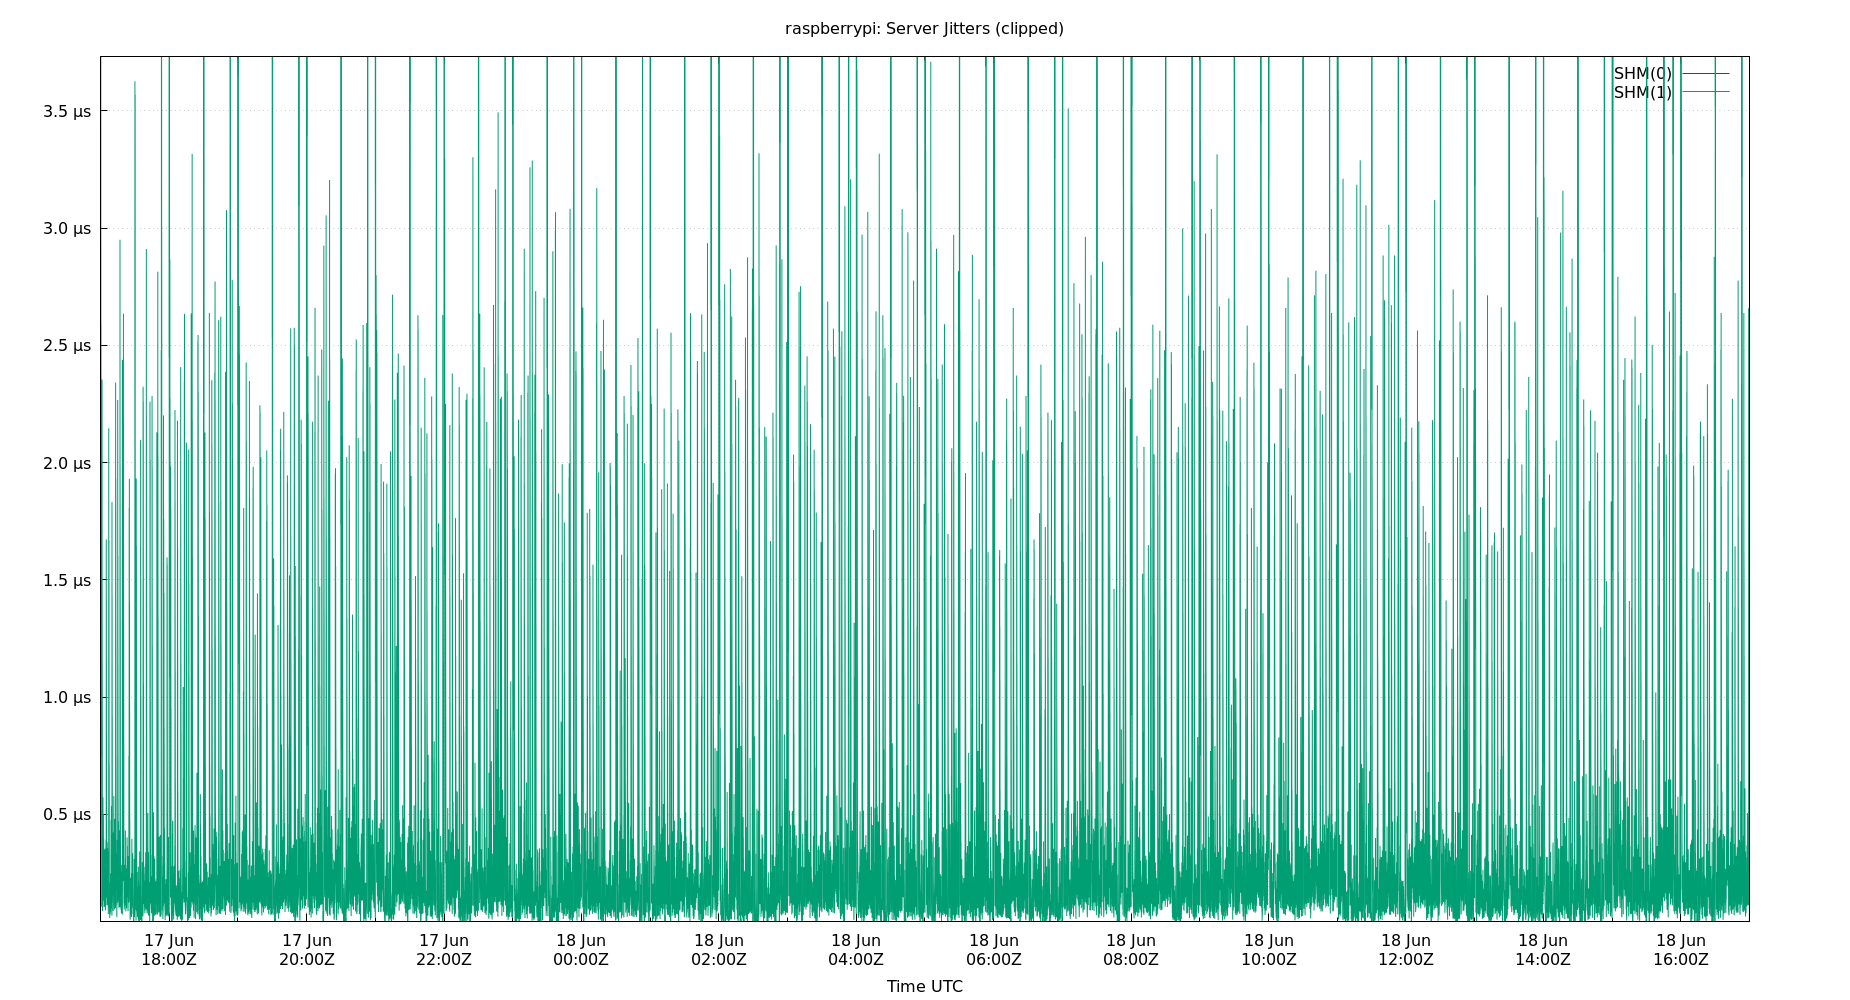 raspberrypi: Server Jitters (clipped)
SHM(0)
SHM(1)
3.5 µs
3.0 µs
2.5 µs
2.0 µs
1.5 µs
1.0 µs
0.5 µs
17 Jun 17 Jun 17 Jun 18 Jun 18 Jun 18 Jun 18 Jun 18 Jun 18 Jun 18 Jun 18 Jun 18 Jun
18:00Z 20:00Z 22:00Z 00:00Z 02:00Z 04:00Z 06:00Z 08:00Z 10:00Z 12:00Z 14:00Z 16:00Z
Time UTC